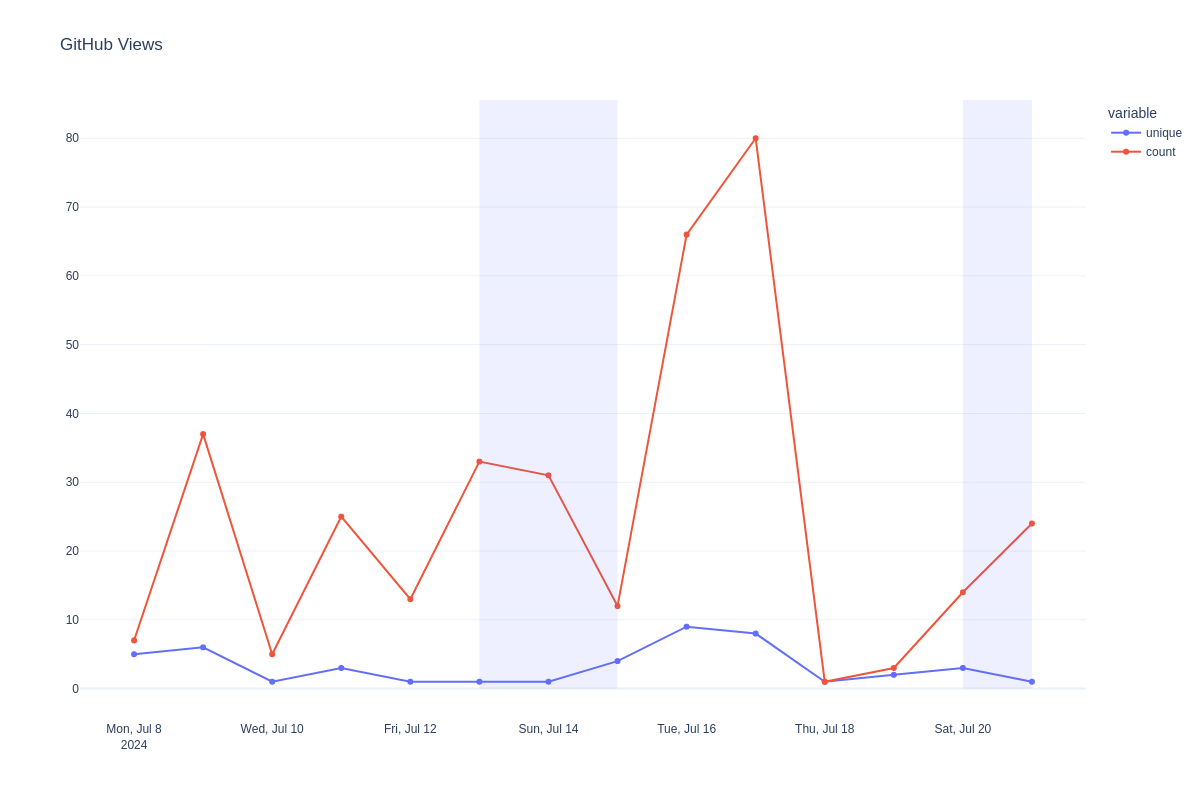 GitHub Views
variable
unique
count
80
70
60
50
40
30
20
10
0
Mon, Jul 8
2024
Wed, Jul 10
Fri, Jul 12
Sun, Jul 14
Tue, Jul 16
Thu, Jul 18
Sat, Jul 20